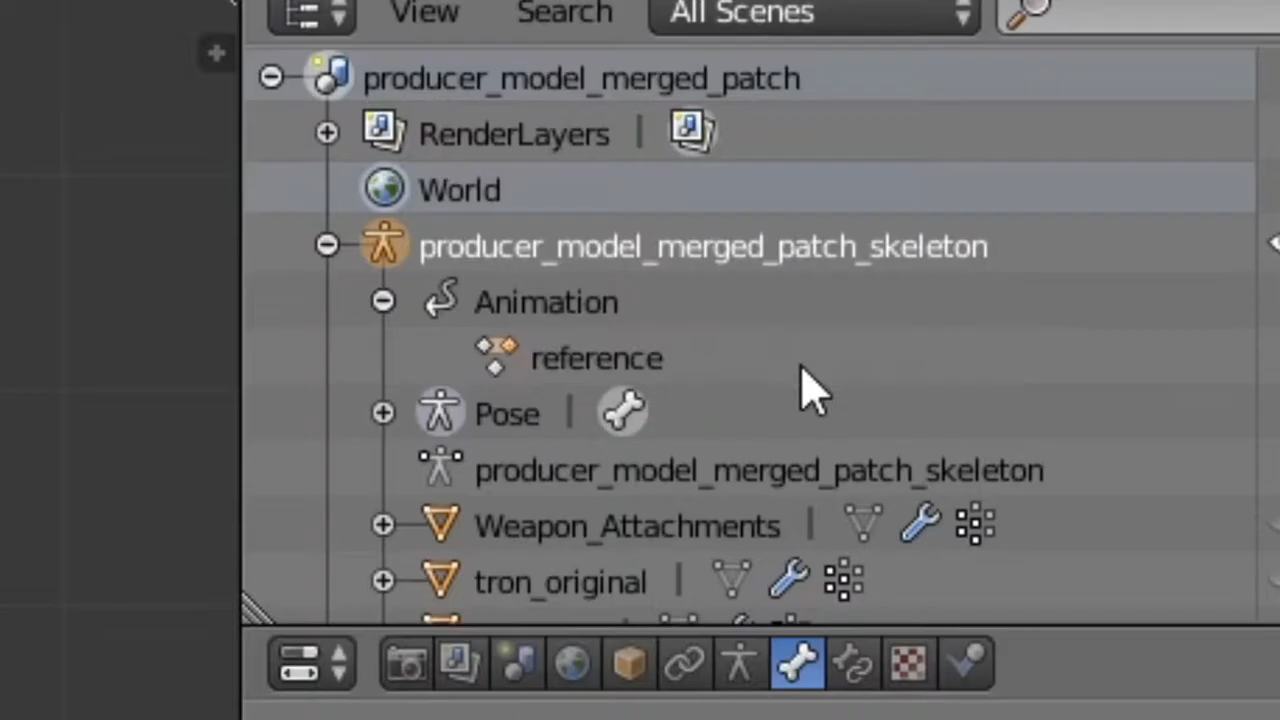 View Search All Scenes
producer_model_merged_patch
RenderLayers |
World
producer_model_merged_patch_skeleton
Animation
reference
Pose |
producer_model_merged_patch_skeleton
Weapon_Attachments |
tron_original |